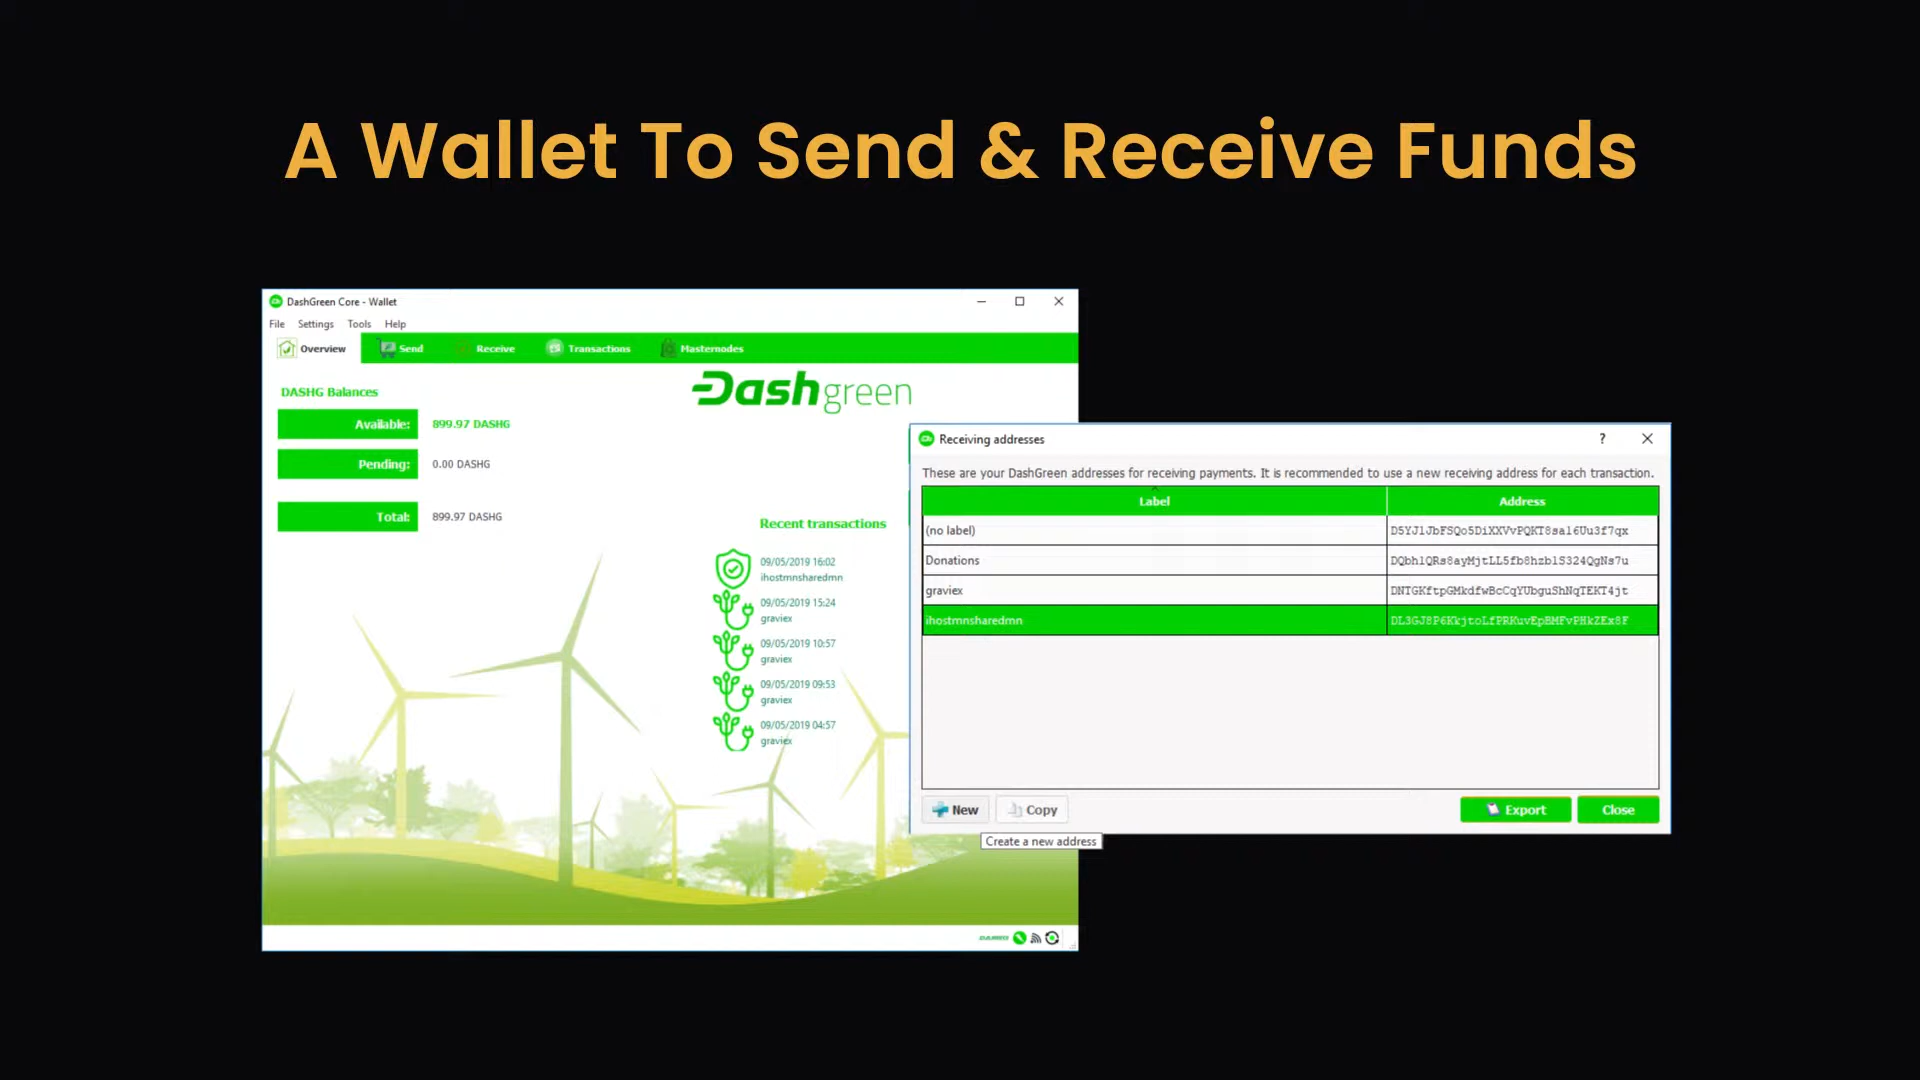 A Wallet To Send & Receive Funds
DashGreen Core - Wallet
File Settings Tools Help
Overview Send Receive Transactions Masternodes
DASHG Balances
Dashgreen
Available: 899.97 DASHG
Pending: 0.00 DASHG
Total: 899.97 DASHG
Recent transactions
09/05/2019 16:02
ihostmnsharedmn
09/05/2019 15:24
graviex
09/05/2019 10:57
graviex
09/05/2019 09:53
graviex
09/05/2019 04:57
graviex
Receiving addresses
These are your DashGreen addresses for receiving payments. It is recommended to use a new receiving address for each transaction.
Label Address
(no label) D5YJ1JbFSQo5DiXXVvPQKT8sa16Uu3f7qx
Donations DQbh1QRs8ayMjtLL5fb8hzb1S324QgNs7u
graviex DNTGKftpGMkdfwBcCqYUbguShNqTEKT4jt
ihostmnsharedmn DL3GJ8P6KkjtoLfPRKuvEpBMFvPHkZEx8F
New Copy Export Close
Create a new address